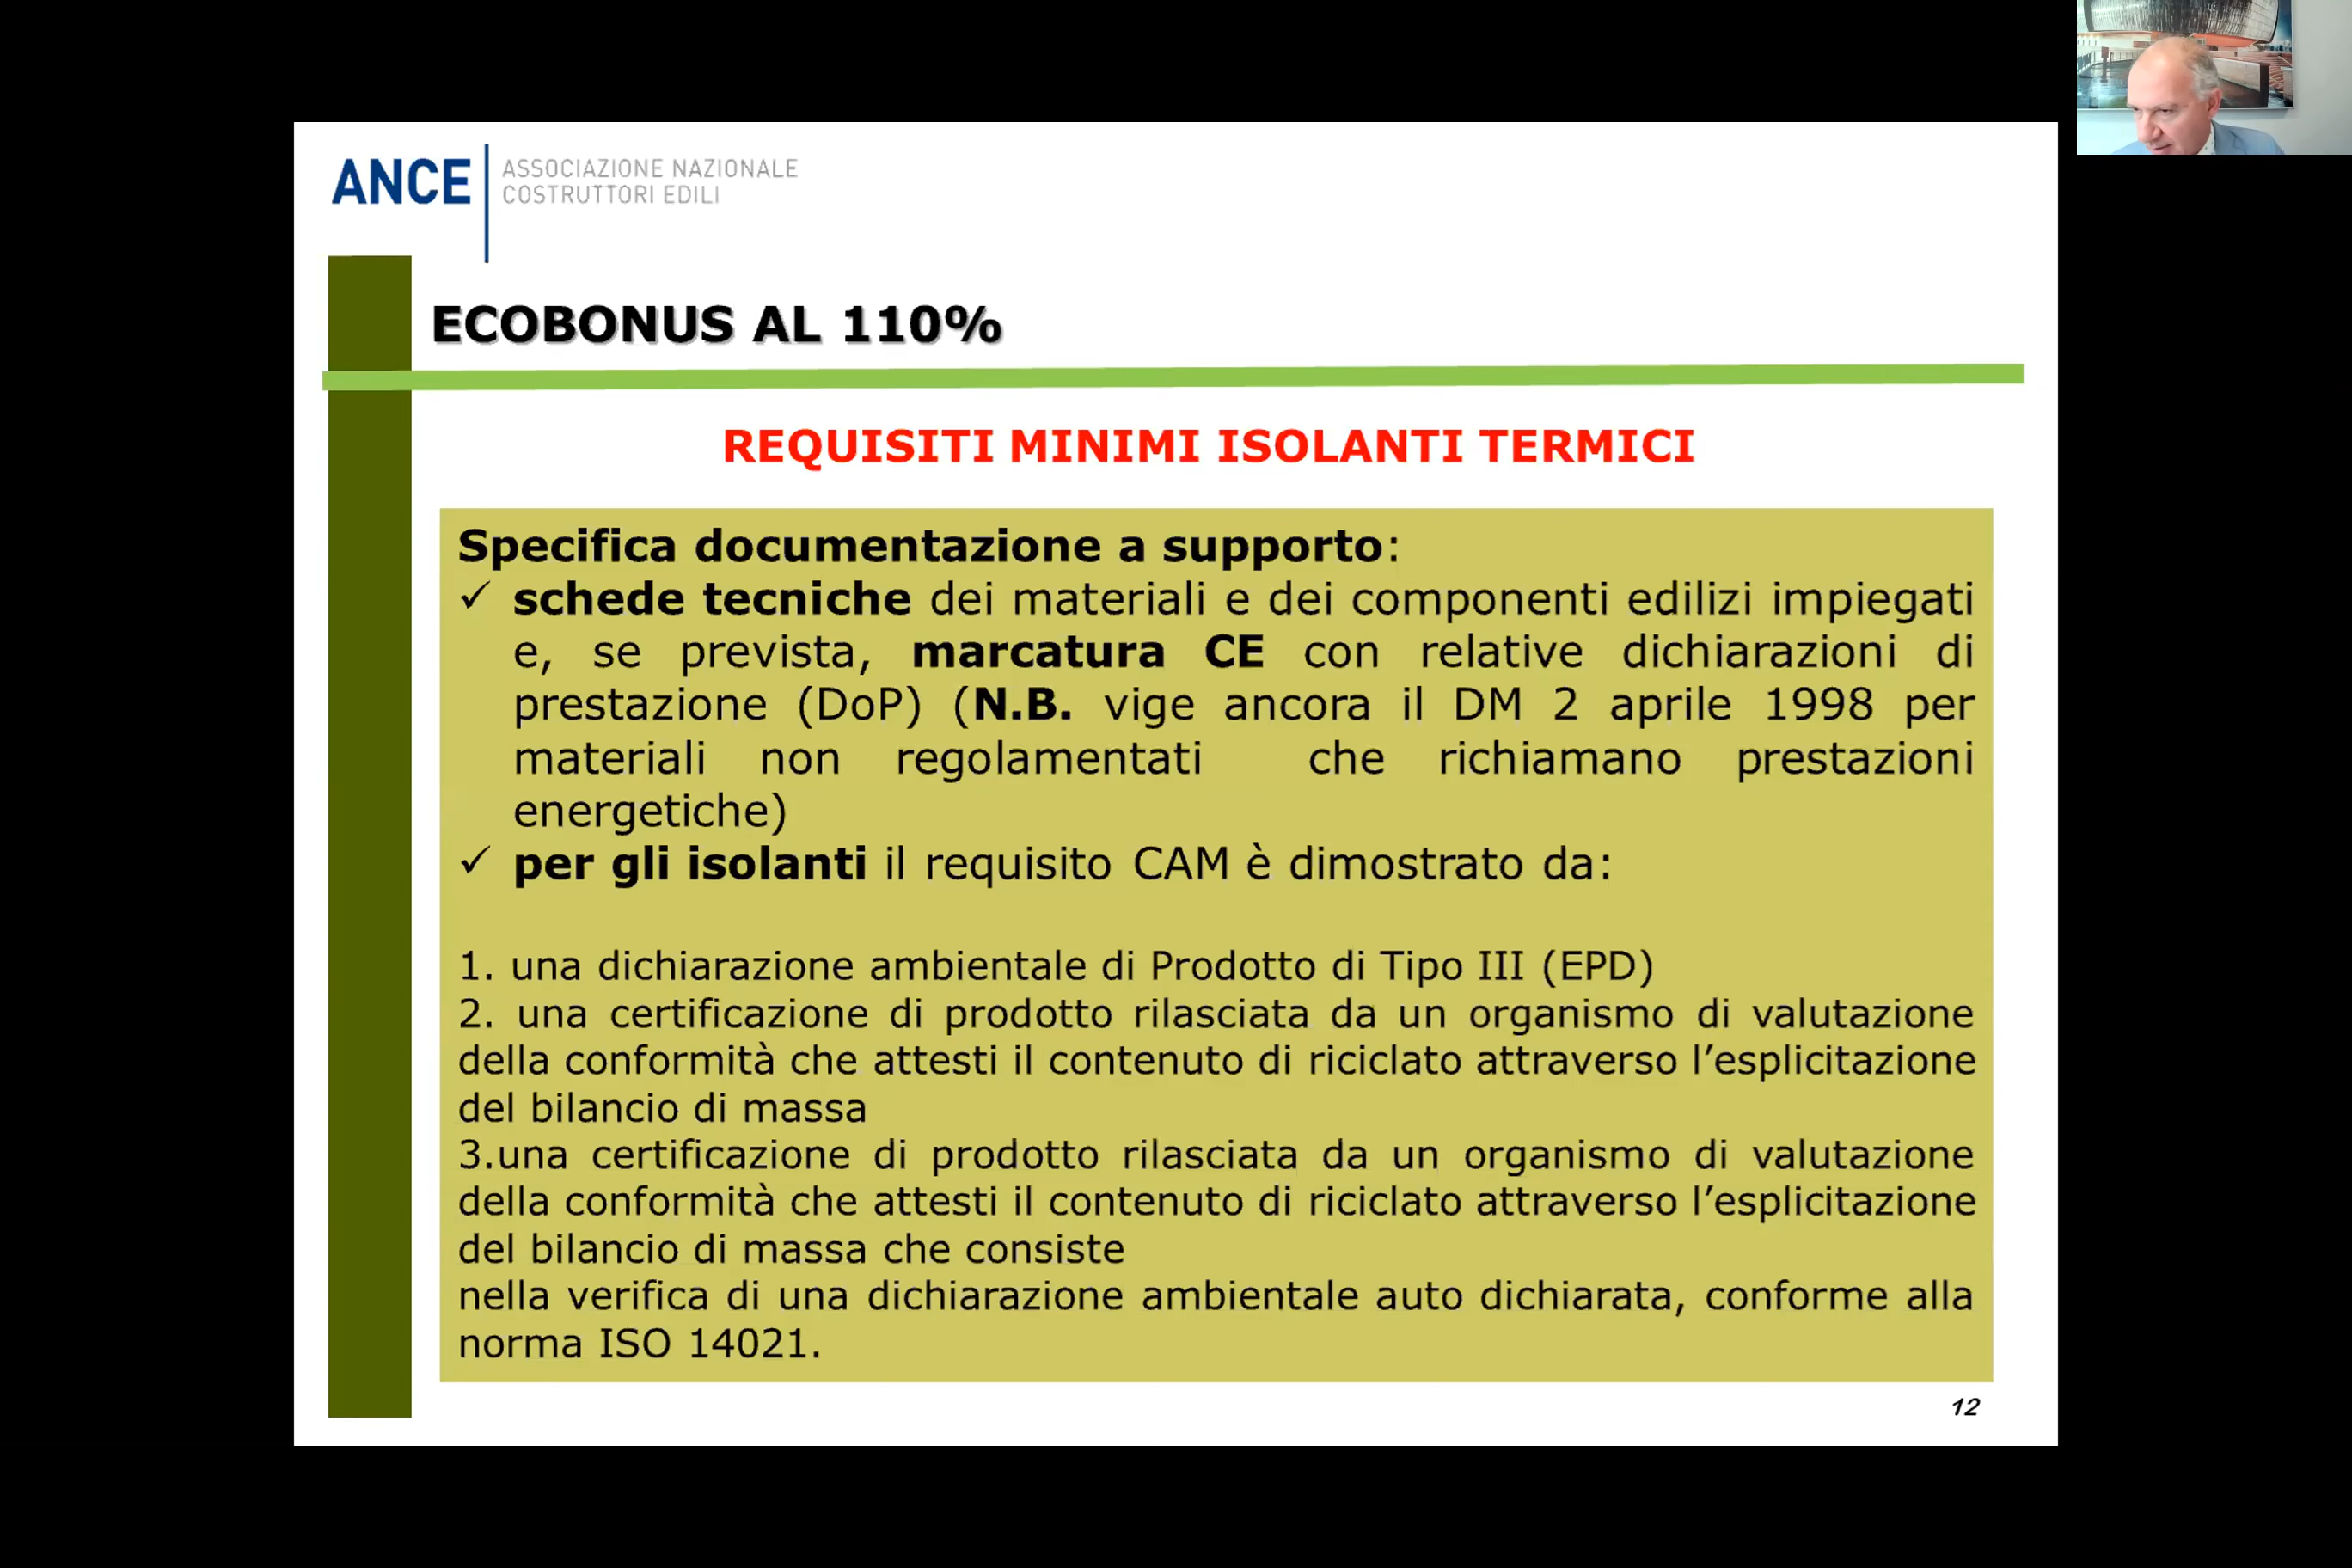 ANCE
ASSOCIAZIONE NAZIONALE
COSTRUTTORI EDILI
ECOBONUS AL 110%
REQUISITI MINIMI ISOLANTI TERMICI
Specifica documentazione a supporto:
✓ schede tecniche dei materiali e dei componenti edilizi impiegati
e, se prevista, marcatura CE con relative dichiarazioni di
prestazione (DoP) (N.B. vige ancora il DM 2 aprile 1998 per
materiali non regolamentati che richiamano prestazioni
energetiche)
✓ per gli isolanti il requisito CAM è dimostrato da:
1. una dichiarazione ambientale di Prodotto di Tipo III (EPD)
2. una certificazione di prodotto rilasciata da un organismo di valutazione
della conformità che attesti il contenuto di riciclato attraverso l’esplicitazione
del bilancio di massa
3.una certificazione di prodotto rilasciata da un organismo di valutazione
della conformità che attesti il contenuto di riciclato attraverso l’esplicitazione
del bilancio di massa che consiste
nella verifica di una dichiarazione ambientale auto dichiarata, conforme alla
norma ISO 14021.
12